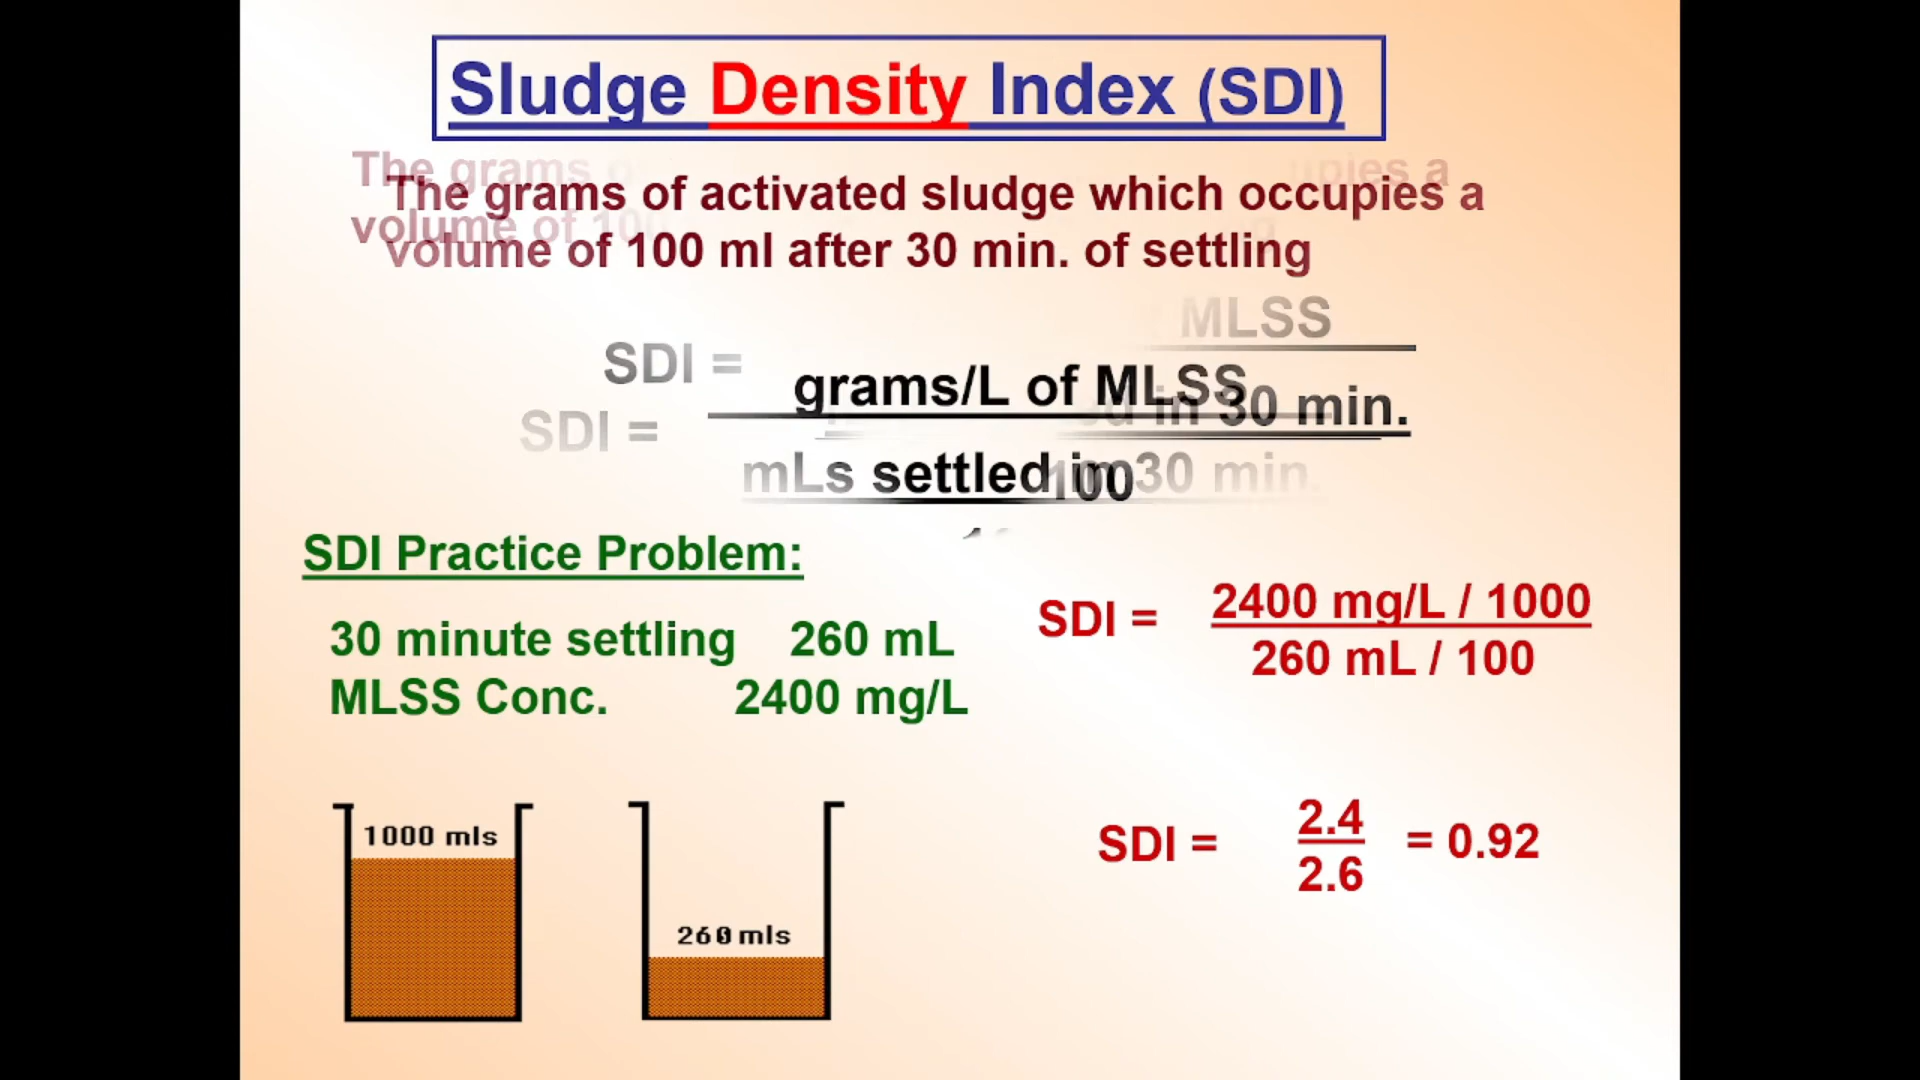 Sludge Density Index (SDI)
The grams of activated sludge which occupies a
volume of 100 ml after 30 min. of settling
SDI =
grams/L of MLSS
mLs settled in 30 min.
100
SDI Practice Problem:
30 minute settling 260 mL
MLSS Conc. 2400 mg/L
SDI =
2400 mg/L / 1000
260 mL / 100
SDI =
2.4
2.6
= 0.92
1000 mls
260 mls